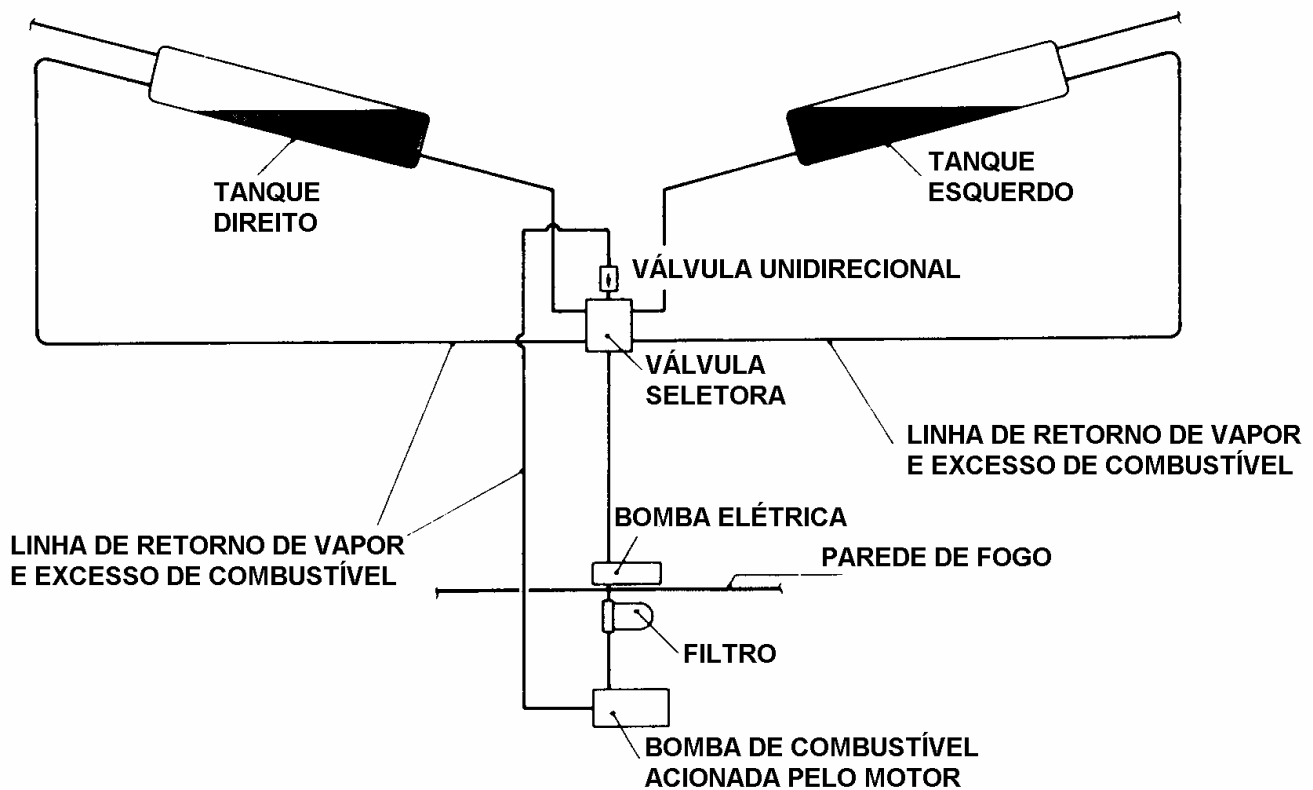 TANQUE
DIREITO
TANQUE
ESQUERDO
VÁLVULA UNIDIRECIONAL
VÁLVULA
SELETORA
LINHA DE RETORNO DE VAPOR
E EXCESSO DE COMBUSTÍVEL
BOMBA ELÉTRICA
LINHA DE RETORNO DE VAPOR
E EXCESSO DE COMBUSTÍVEL
PAREDE DE FOGO
FILTRO
BOMBA DE COMBUSTÍVEL
ACIONADA PELO MOTOR